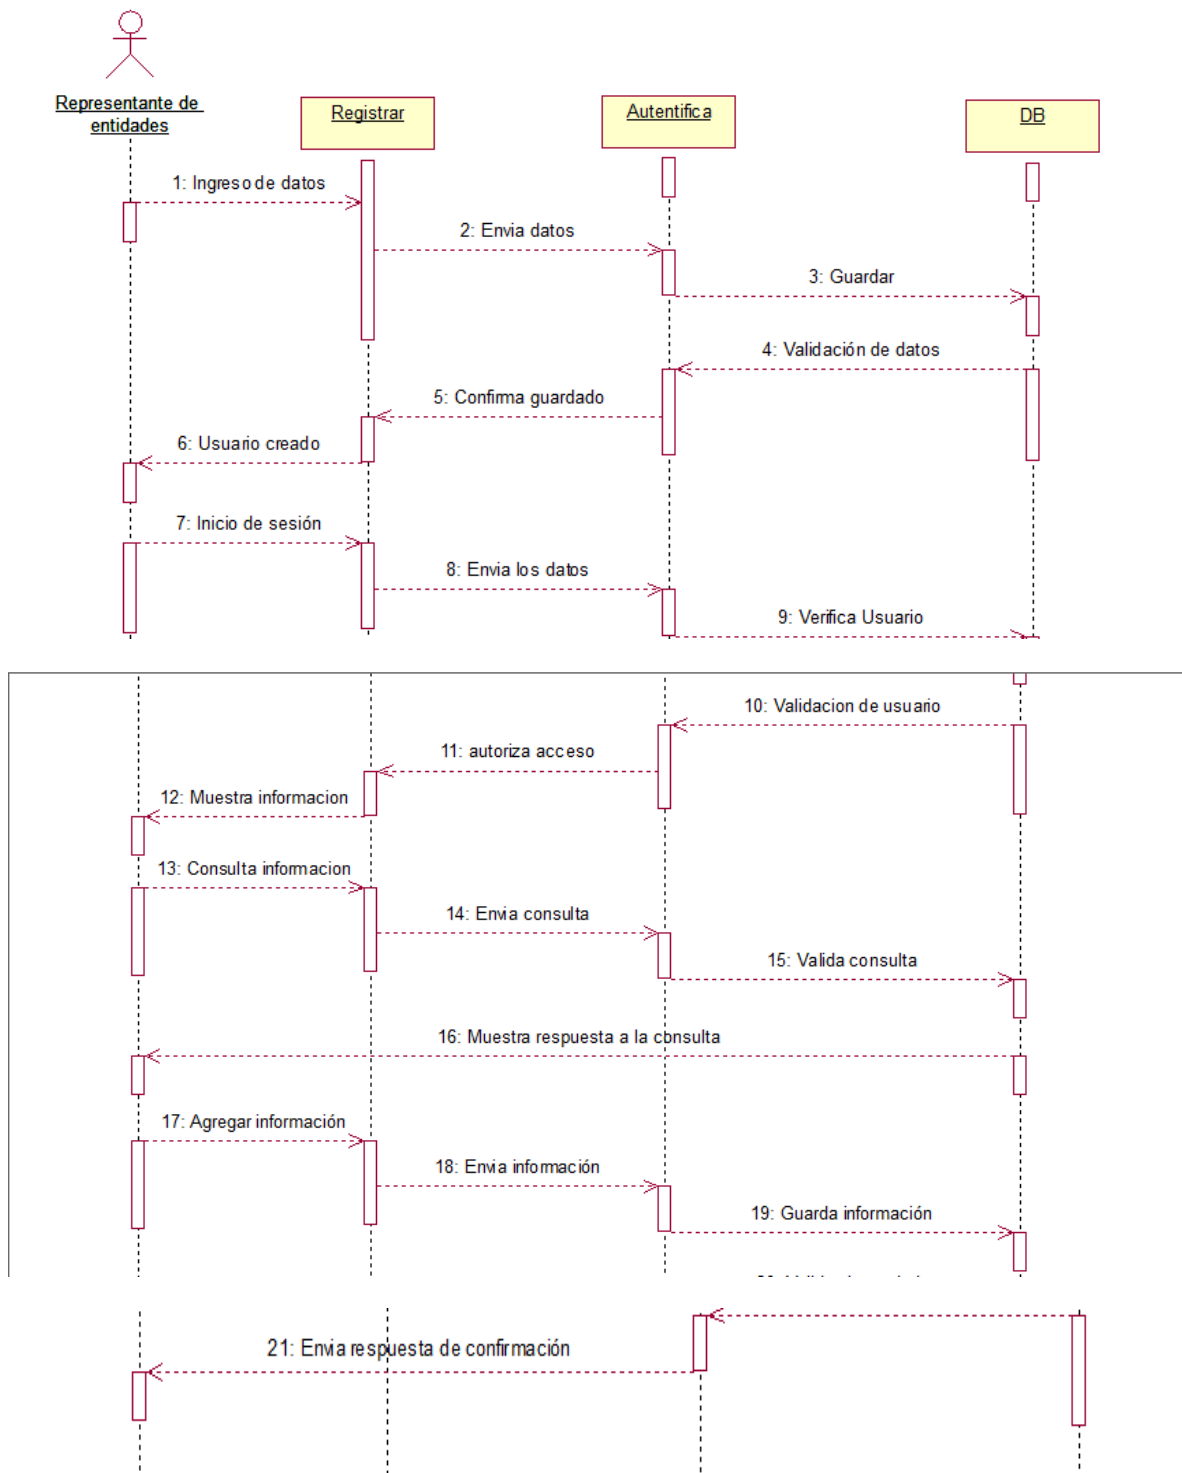 Representante de
entidades
Registrar
Autentifica
DB
1: Ingreso de datos
2: Envia datos
3: Guardar
4: Validación de datos
5: Confirma guardado
6: Usuario creado
7: Inicio de sesión
8: Envia los datos
9: Verifica Usuario
10: Validacion de usuario
11: autoriza acceso
12: Muestra informacion
13: Consulta informacion
14: Envia consulta
15: Valida consulta
16: Muestra respuesta a la consulta
17: Agregar información
18: Envia información
19: Guarda información
21: Envia respuesta de confirmación